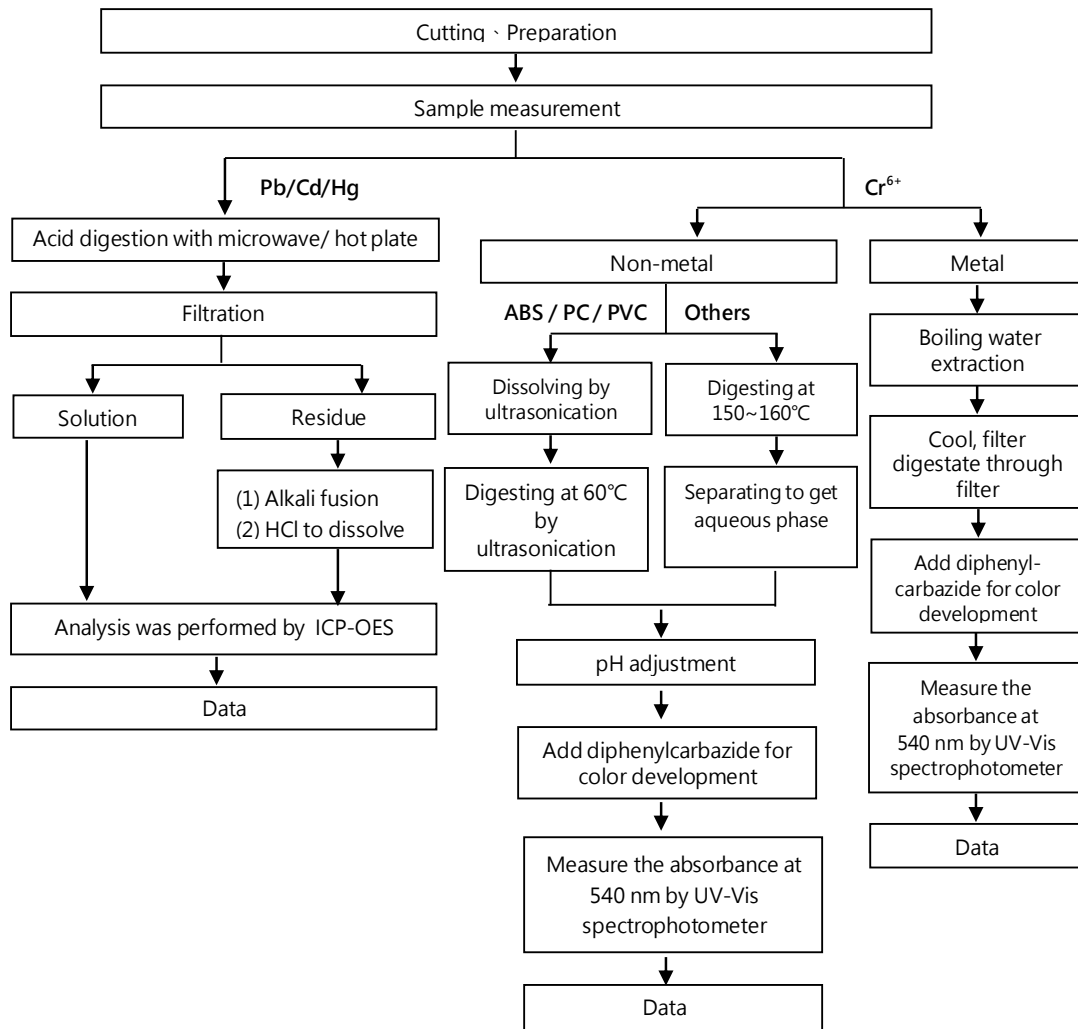 Cutting、Preparation
Sample measurement
Pb/Cd/Hg
Acid digestion with microwave/ hot plate
Filtration
Solution
Residue
(1) Alkali fusion
(2) HCl to dissolve
Analysis was performed by ICP-OES
Data
Cr⁶⁺
Non-metal
ABS / PC / PVC
Others
Dissolving by
ultrasonication
Digesting at 60℃
by
ultrasonication
Digesting at
150~160℃
Separating to get
aqueous phase
pH adjustment
Add diphenylcarbazide for
color development
Measure the absorbance at
540 nm by UV-Vis
spectrophotometer
Data
Metal
Boiling water
extraction
Cool, filter
digestate through
filter
Add diphenyl-
carbazide for color
development
Measure the
absorbance at
540 nm by UV-Vis
spectrophotometer
Data